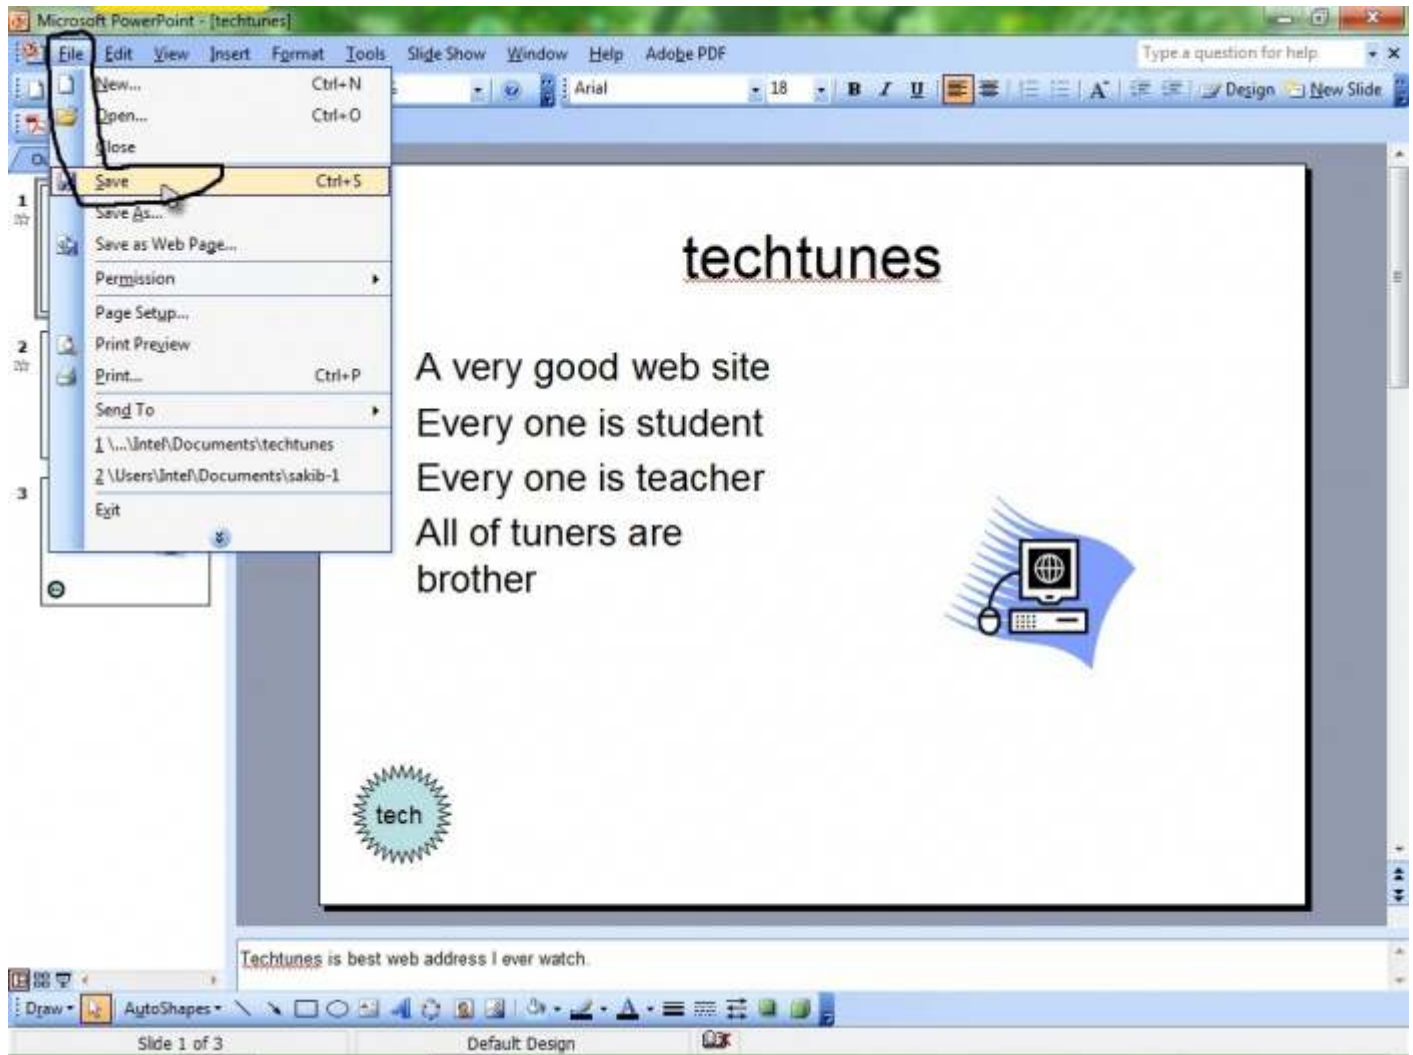 Microsoft PowerPoint - [techtunes]
File Edit View Insert Format Tools Slide Show Window Help Adobe PDF Type a question for help
Arial 18 B I U A Design New Slide
New... Ctrl+N
Open... Ctrl+O
Close
Save Ctrl+S
Save As...
Save as Web Page...
Permission
Page Setup...
Print Preview
Print... Ctrl+P
Send To
1 \...\Intel\Documents\techtunes
2 \Users\Intel\Documents\sakib-1
Exit
1
2
3
techtunes
A very good web site
Every one is student
Every one is teacher
All of tuners are
brother
tech
Techtunes is best web address I ever watch.
Draw AutoShapes A
Slide 1 of 3 Default Design